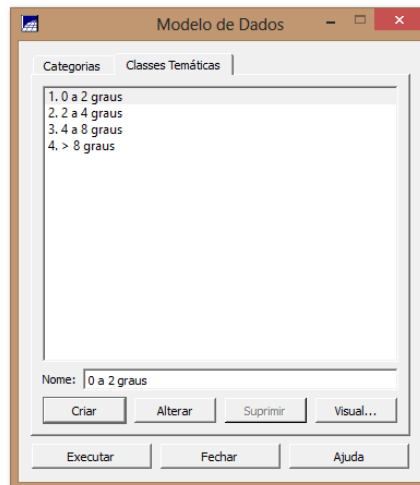 Modelo de Dados
Categorias Classes Temáticas
1. 0 a 2 graus
2. 2 a 4 graus
3. 4 a 8 graus
4. > 8 graus
Nome: 0 a 2 graus
Criar Alterar Suprimir Visual...
Executar Fechar Ajuda